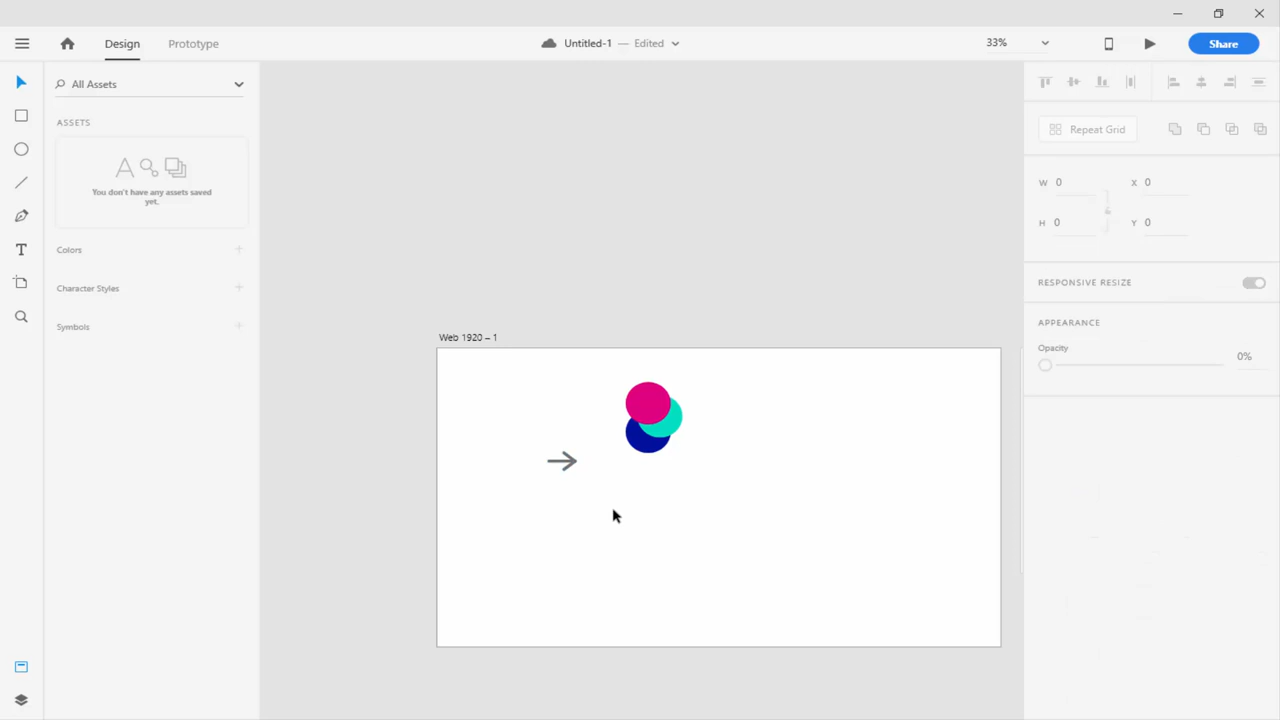 Design
Prototype
Untitled-1 — Edited
33%
Share
All Assets
ASSETS
You don't have any assets saved
yet.
Colors
Character Styles
Symbols
Web 1920 – 1
Repeat Grid
W 0
X 0
H 0
Y 0
RESPONSIVE RESIZE
APPEARANCE
Opacity
0%